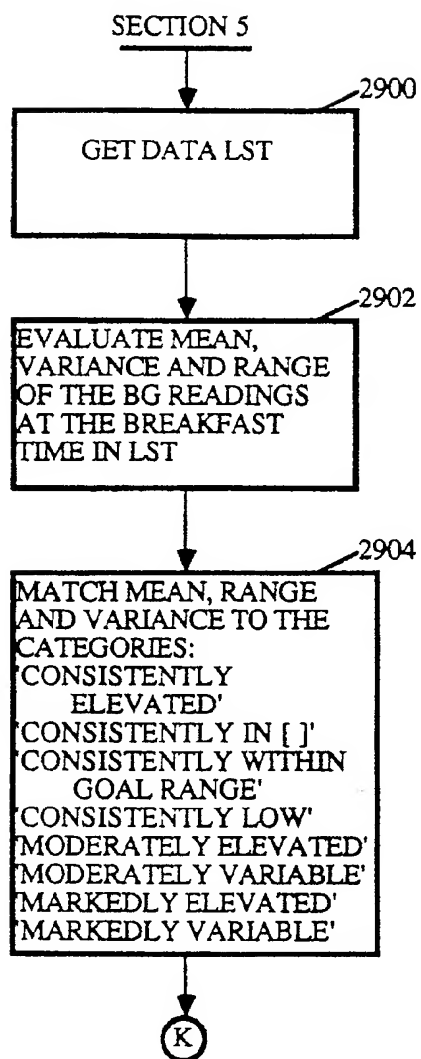 SECTION 5
2900
GET DATA LST
2902
EVALUATE MEAN,
VARIANCE AND RANGE
OF THE BG READINGS
AT THE BREAKFAST
TIME IN LST
2904
MATCH MEAN, RANGE
AND VARIANCE TO THE
CATEGORIES:
'CONSISTENTLY
ELEVATED'
'CONSISTENTLY IN [ ]'
'CONSISTENTLY WITHIN
GOAL RANGE'
'CONSISTENTLY LOW'
'MODERATELY ELEVATED'
'MODERATELY VARIABLE'
'MARKEDLY ELEVATED'
'MARKEDLY VARIABLE'
K